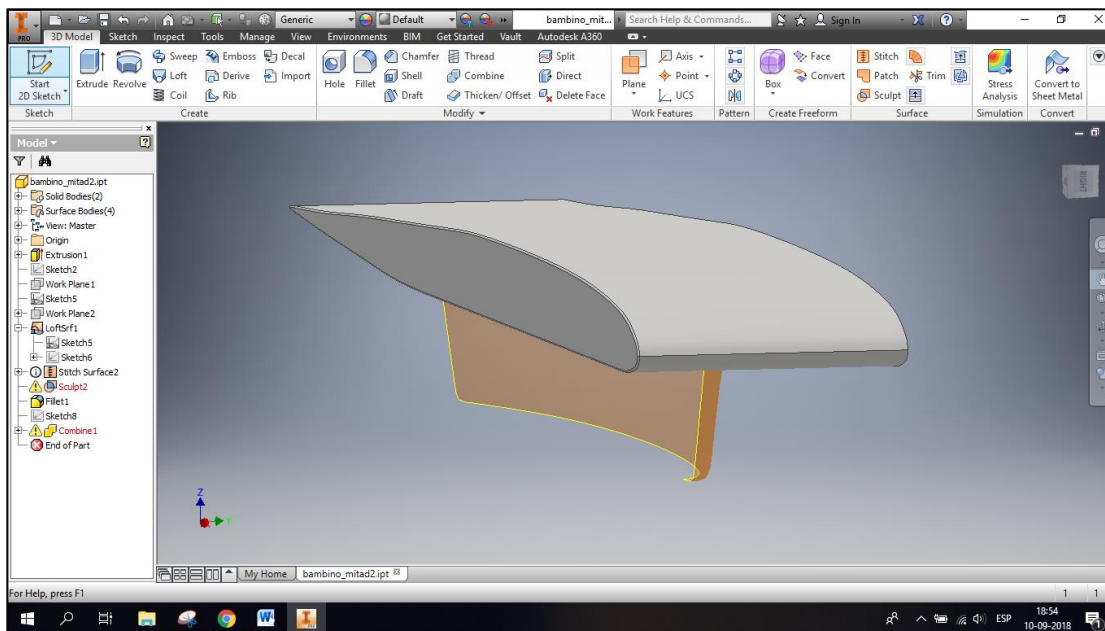 PRO
Generic
Default
bambino_mit...
Search Help & Commands...
Sign In
3D Model Sketch Inspect Tools Manage View Environments BIM Get Started Vault Autodesk A360
Start
2D Sketch
Extrude Revolve
Sweep Emboss Decal
Loft Derive Import
Coil Rib
Hole Fillet
Chamfer Thread Split
Shell Combine Direct
Draft Thicken/ Offset Delete Face
Plane
Axis
Point
UCS
Box
Face
Convert
Stitch
Patch Trim
Sculpt
Stress
Analysis
Convert to
Sheet Metal
Sketch Create Modify Work Features Pattern Create Freeform Surface Simulation Convert
Model
bambino_mitad2.ipt
Solid Bodies(2)
Surface Bodies(4)
View: Master
Origin
Extrusion1
Sketch2
Work Plane1
Sketch5
Work Plane2
LoftSrf1
Sketch5
Sketch6
Stitch Surface2
Sculpt2
Fillet1
Sketch8
Combine1
End of Part
RIGHT
Z
Y
My Home bambino_mitad2.ipt
For Help, press F1
1 1
ESP
18:54
10-09-2018